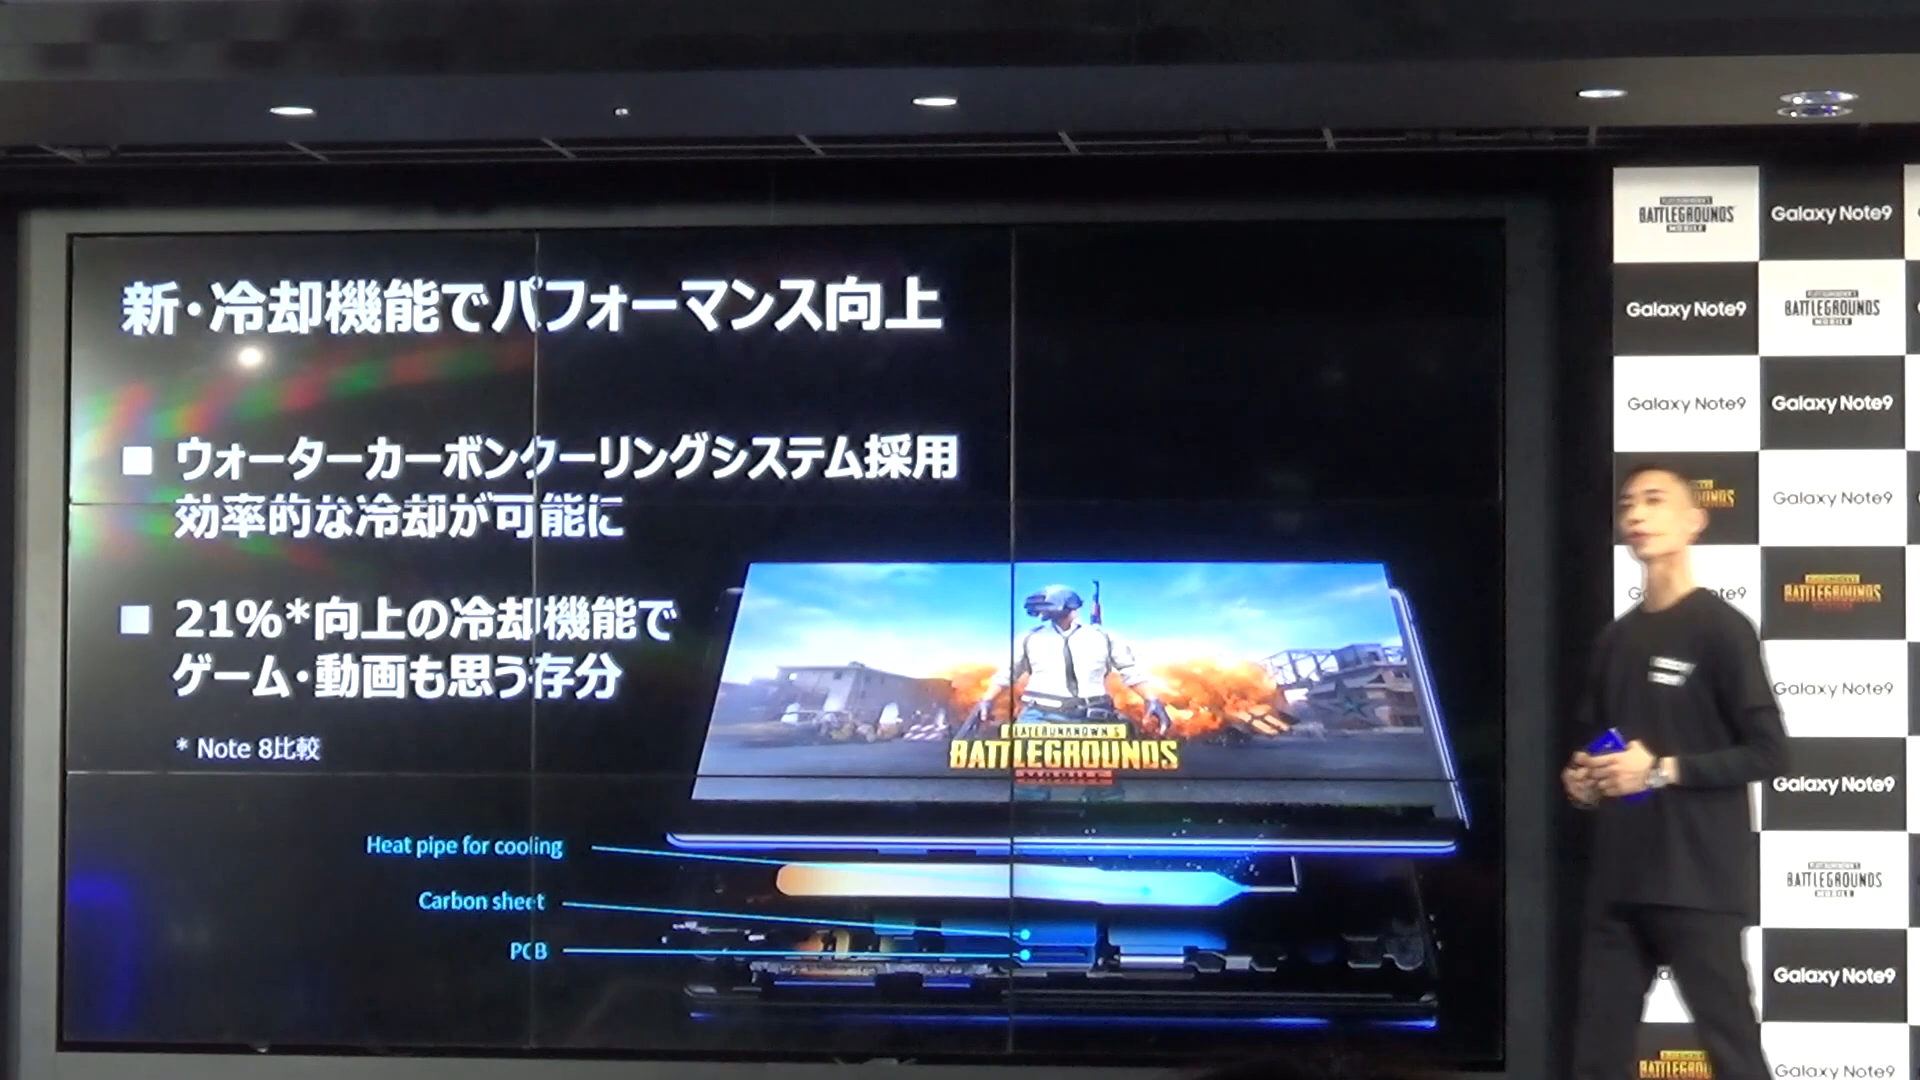 新・冷却機能でパフォーマンス向上
■ ウォーターカーボンクーリングシステム採用
効率的な冷却が可能に
■ 21%*向上の冷却機能で
ゲーム・動画も思う存分
* Note 8比較
PLAYERUNKNOWN'S
BATTLEGROUNDS
MOBILE
Heat pipe for cooling
Carbon sheet
PCB
BATTLEGROUNDS
MOBILE
Galaxy Note9
Galaxy Note9
BATTLEGROUNDS
MOBILE
Galaxy Note9
Galaxy Note9
Galaxy Note9
BATTLEGROUNDS
Galaxy Note9
Galaxy Note9
BATTLEGROUNDS
MOBILE
Galaxy Note9
Galaxy Note9